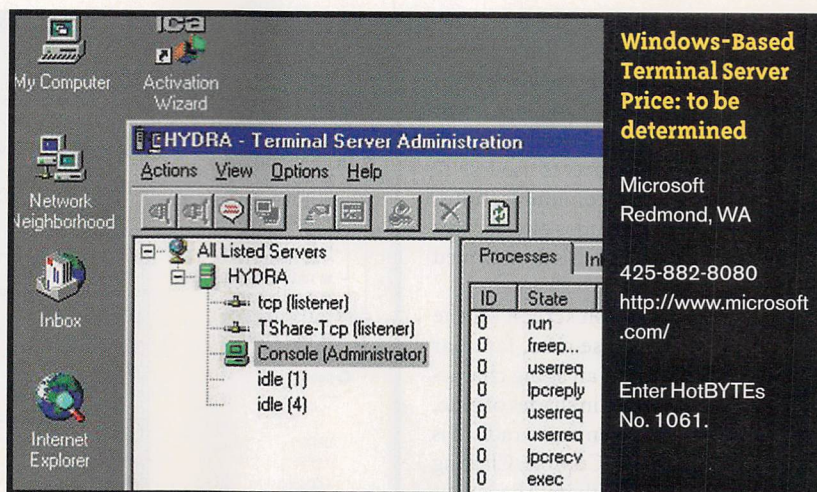 My Computer
ica
Activation
Wizard
Network
Neighborhood
Inbox
Internet
Explorer
HYDRA - Terminal Server Administration
Actions View Options Help
All Listed Servers
HYDRA
tcp (listener)
TShare-Tcp (listener)
Console (Administrator)
idle (1)
idle (4)
Processes
ID State
0 run
0 freep...
0 userreq
0 lpcreply
0 userreq
0 userreq
0 lpcrecv
0 exec
Windows-Based
Terminal Server
Price: to be
determined
Microsoft
Redmond, WA
425-882-8080
http://www.microsoft
.com/
Enter HotBYTEs
No. 1061.